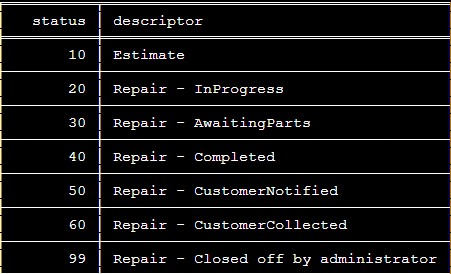 status descriptor
10 Estimate
20 Repair - InProgress
30 Repair - AwaitingParts
40 Repair - Completed
50 Repair - CustomerNotified
60 Repair - CustomerCollected
99 Repair - Closed off by administrator